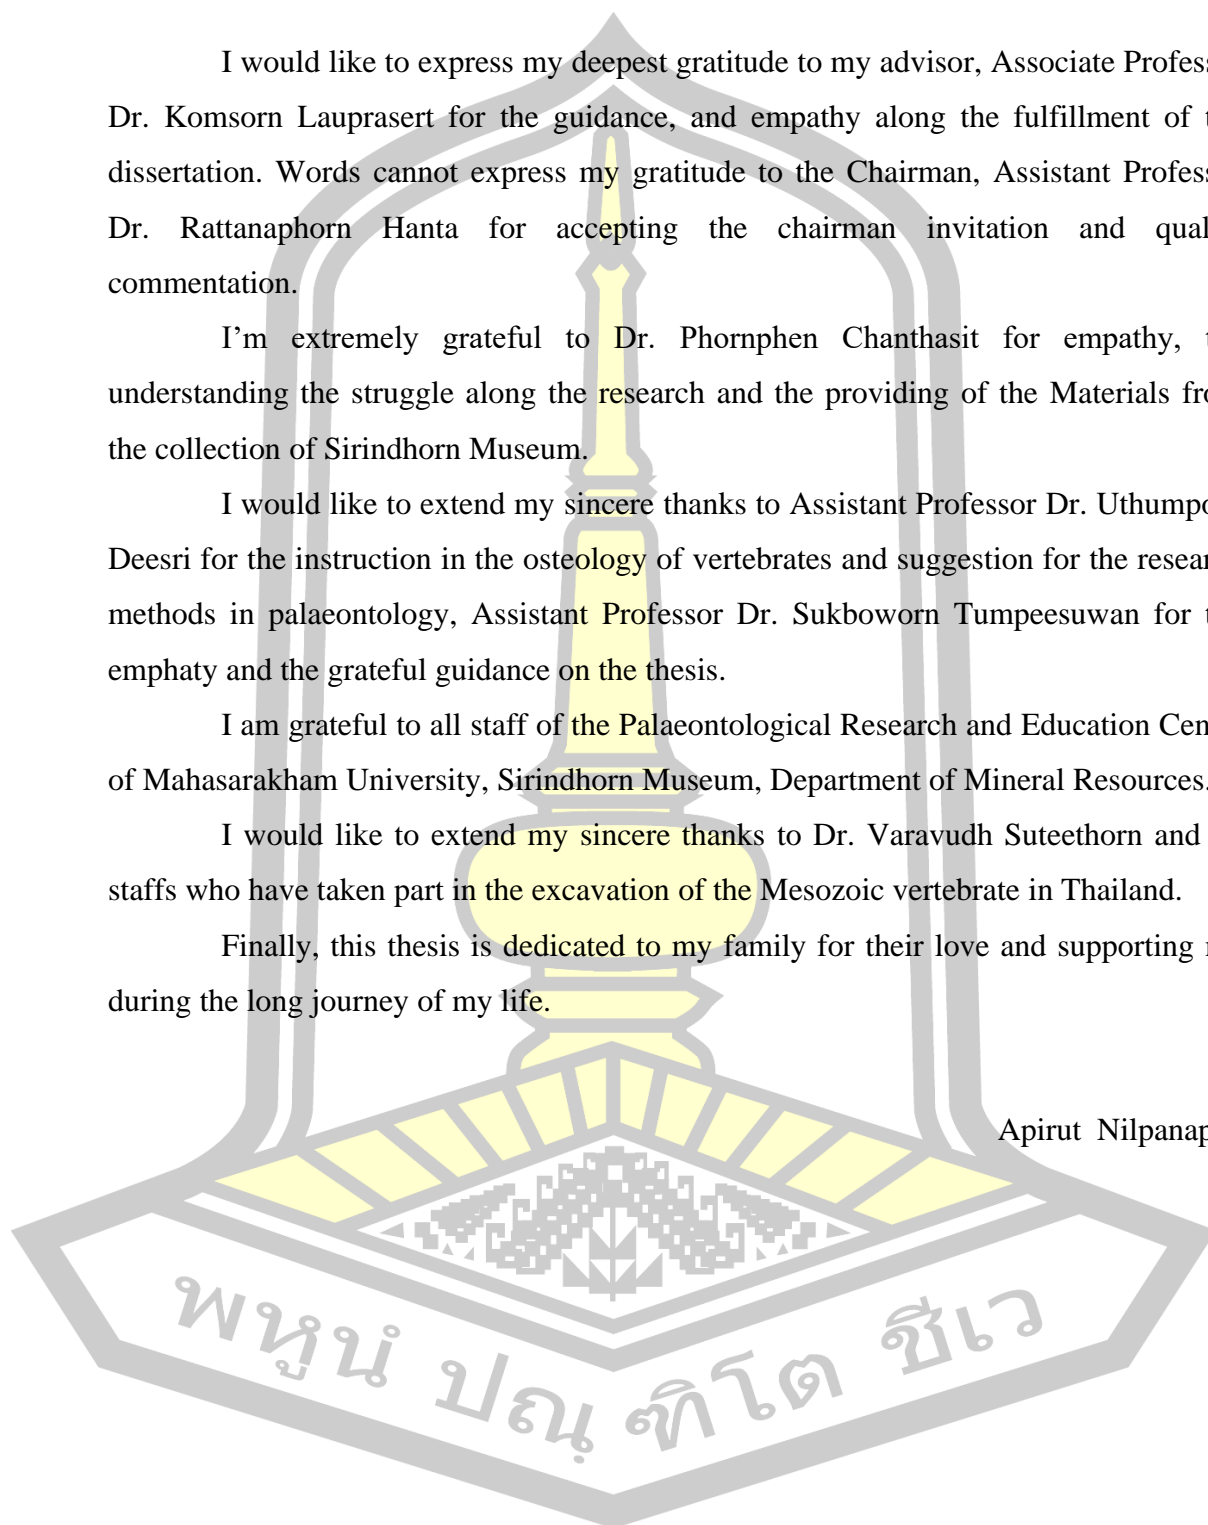 I would like to express my deepest gratitude to my advisor, Associate Profess
Dr. Komsorn Lauprasert for the guidance, and empathy along the fulfillment of t
dissertation. Words cannot express my gratitude to the Chairman, Assistant Profess
Dr. Rattanaphorn Hanta for accepting the chairman invitation and qual
commentation.
I'm extremely grateful to Dr. Phornphen Chanthasit for empathy, t
understanding the struggle along the research and the providing of the Materials fro
the collection of Sirindhorn Museum.
I would like to extend my sincere thanks to Assistant Professor Dr. Uthumpo
Deesri for the instruction in the osteology of vertebrates and suggestion for the resear
methods in palaeontology, Assistant Professor Dr. Sukboworn Tumpeesuwan for t
emphaty and the grateful guidance on the thesis.
I am grateful to all staff of the Palaeontological Research and Education Cen
of Mahasarakham University, Sirindhorn Museum, Department of Mineral Resources.
I would like to extend my sincere thanks to Dr. Varavudh Suteethorn and
staffs who have taken part in the excavation of the Mesozoic vertebrate in Thailand.
Finally, this thesis is dedicated to my family for their love and supporting
during the long journey of my life.
Apirut Nilpanap
พหูนํ ปณฺฑิโต ชีเว